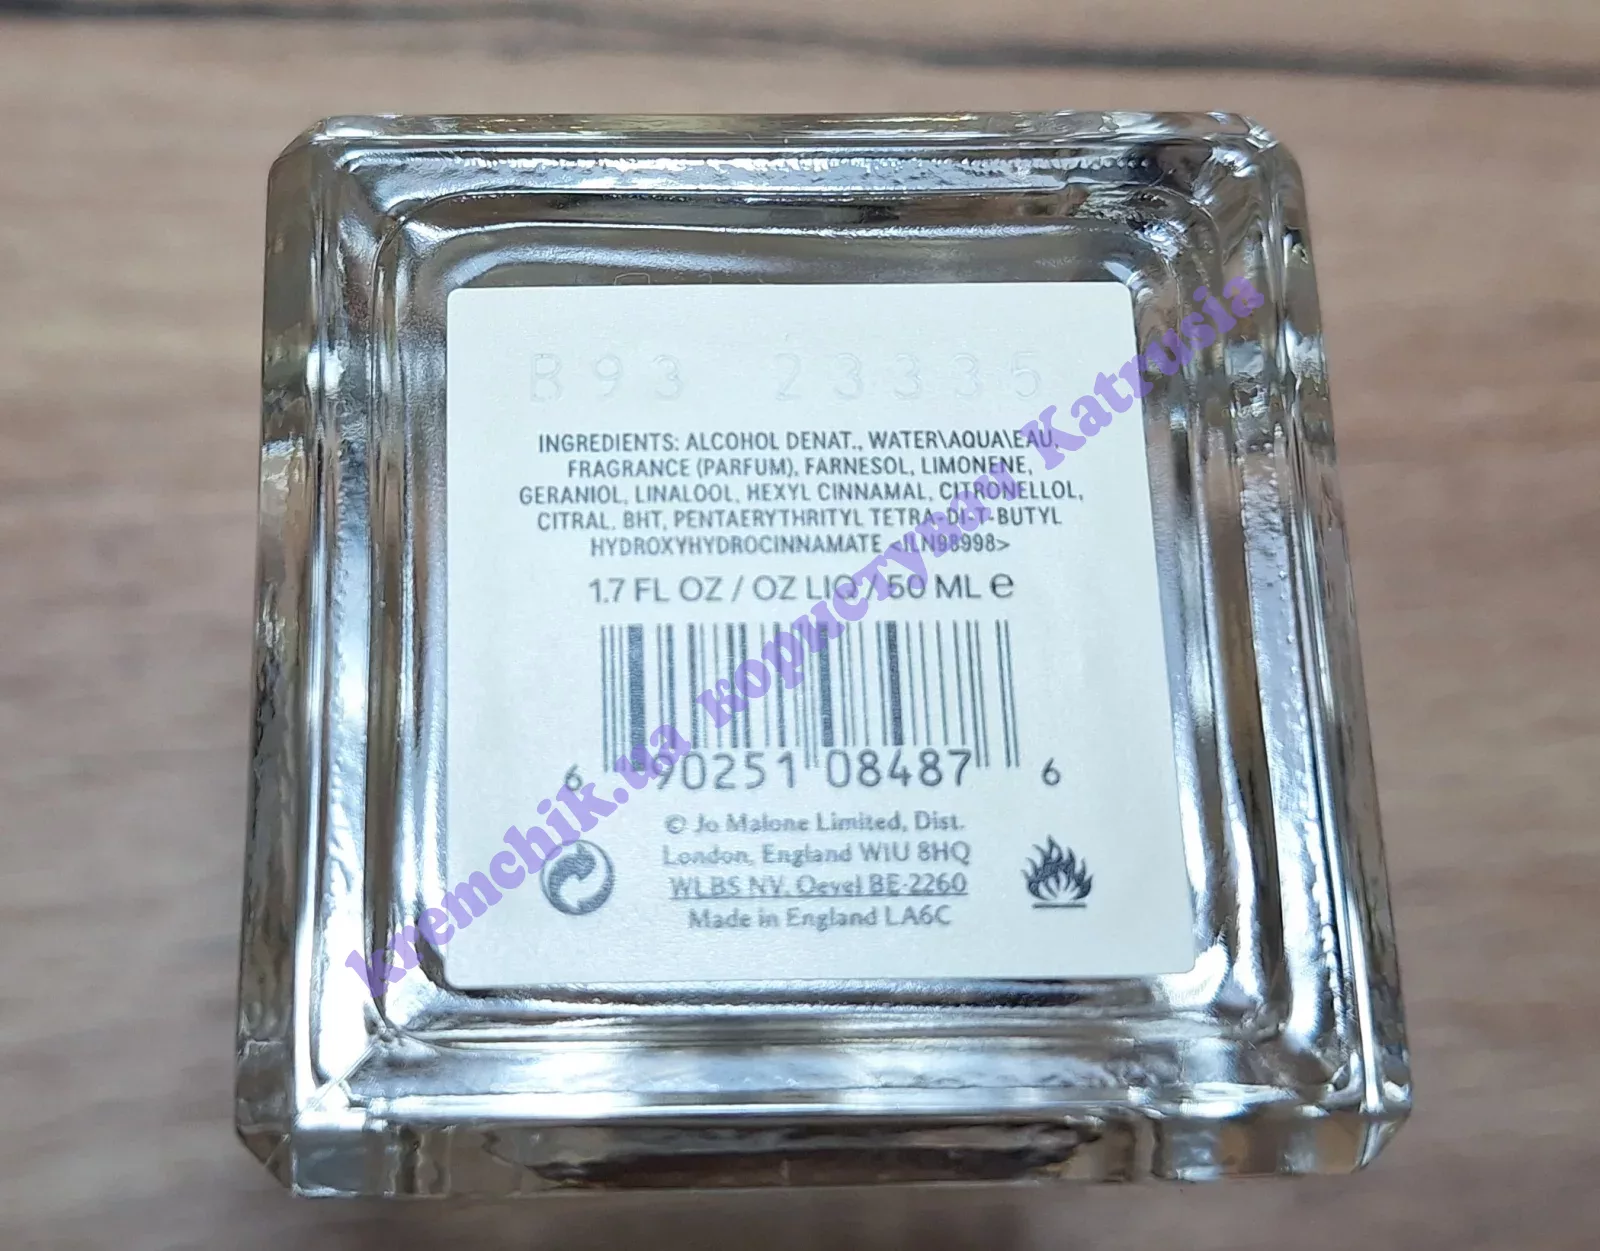 B93 23335
INGREDIENTS: ALCOHOL DENAT., WATER\AQUA\EAU,
FRAGRANCE (PARFUM), FARNESOL, LIMONENE,
GERANIOL, LINALOOL, HEXYL CINNAMAL, CITRONELLOL,
CITRAL, BHT, PENTAERYTHRITYL TETRA-DI-T-BUTYL
HYDROXYHYDROCINNAMATE <ILN98998>
1.7 FL OZ / OZ LIQ / 50 ML e
6 90251 08487 6
© Jo Malone Limited, Dist.
London, England W1U 8HQ
WLBS NV, Oevel BE-2260
Made in England LA6C
kremchik.ua користувач Katrusia